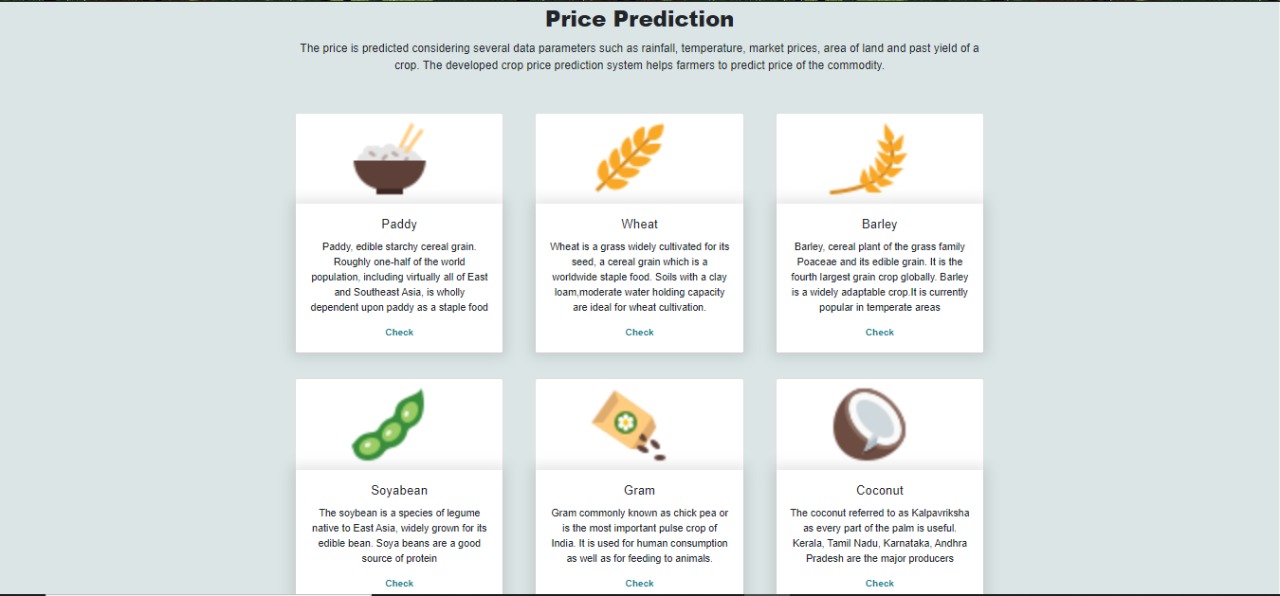 Price Prediction
The price is predicted considering several data parameters such as rainfall, temperature, market prices, area of land and past yield of a
crop. The developed crop price prediction system helps farmers to predict price of the commodity.
Paddy
Paddy, edible starchy cereal grain.
Roughly one-half of the world
population, including virtually all of East
and Southeast Asia, is wholly
dependent upon paddy as a staple food
Check
Wheat
Wheat is a grass widely cultivated for its
seed, a cereal grain which is a
worldwide staple food. Soils with a clay
loam,moderate water holding capacity
are ideal for wheat cultivation.
Check
Barley
Barley, cereal plant of the grass family
Poaceae and its edible grain. It is the
fourth largest grain crop globally. Barley
is a widely adaptable crop.It is currently
popular in temperate areas
Check
Soyabean
The soybean is a species of legume
native to East Asia, widely grown for its
edible bean. Soya beans are a good
source of protein
Check
Gram
Gram commonly known as chick pea or
is the most important pulse crop of
India. It is used for human consumption
as well as for feeding to animals.
Check
Coconut
The coconut referred to as Kalpavriksha
as every part of the palm is useful.
Kerala, Tamil Nadu, Karnataka, Andhra
Pradesh are the major producers
Check